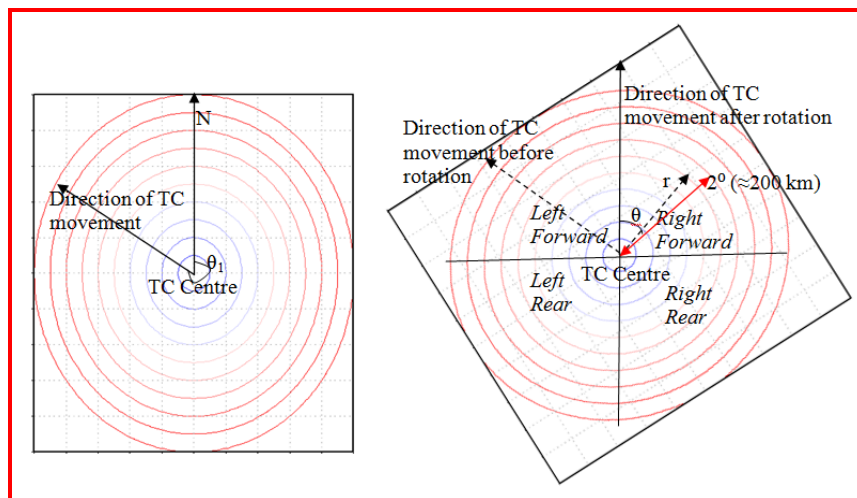 N
Direction of TC
movement
θ1
TC Centre
Direction of TC
movement after rotation
Direction of TC
movement before
rotation
r
2⁰ (≈200 km)
θ
Left
Forward
Right
Forward
TC Centre
Left
Rear
Right
Rear